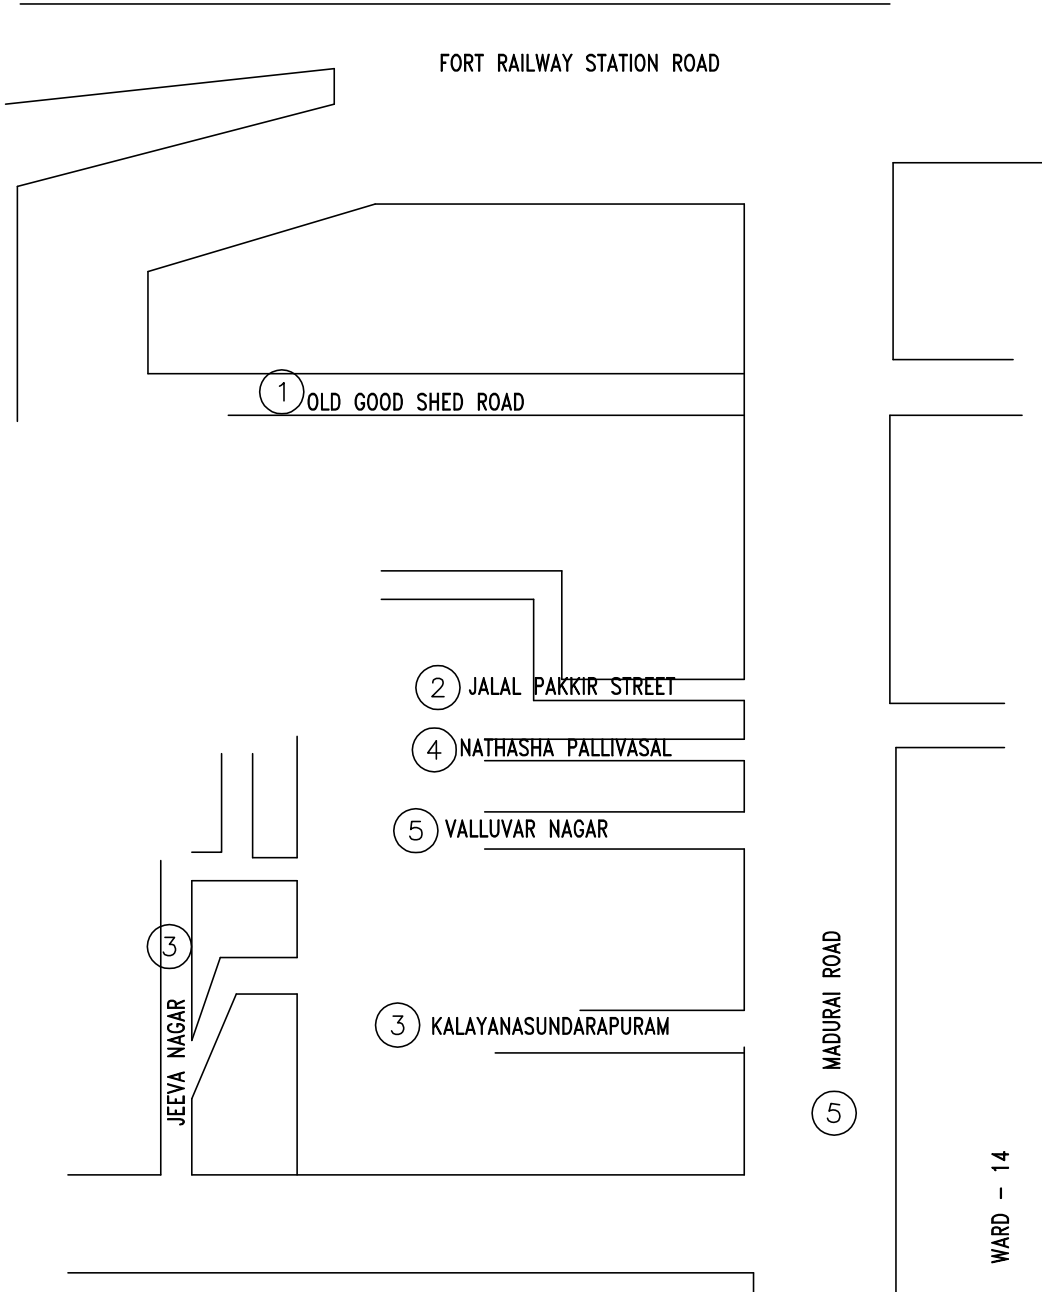 FORT RAILWAY STATION ROAD
1 OLD GOOD SHED ROAD
2 JALAL PAKKIR STREET
4 NATHASHA PALLIVASAL
5 VALLUVAR NAGAR
3 JEEVA NAGAR
3 KALAYANASUNDARAPURAM
5 MADURAI ROAD
WARD - 14